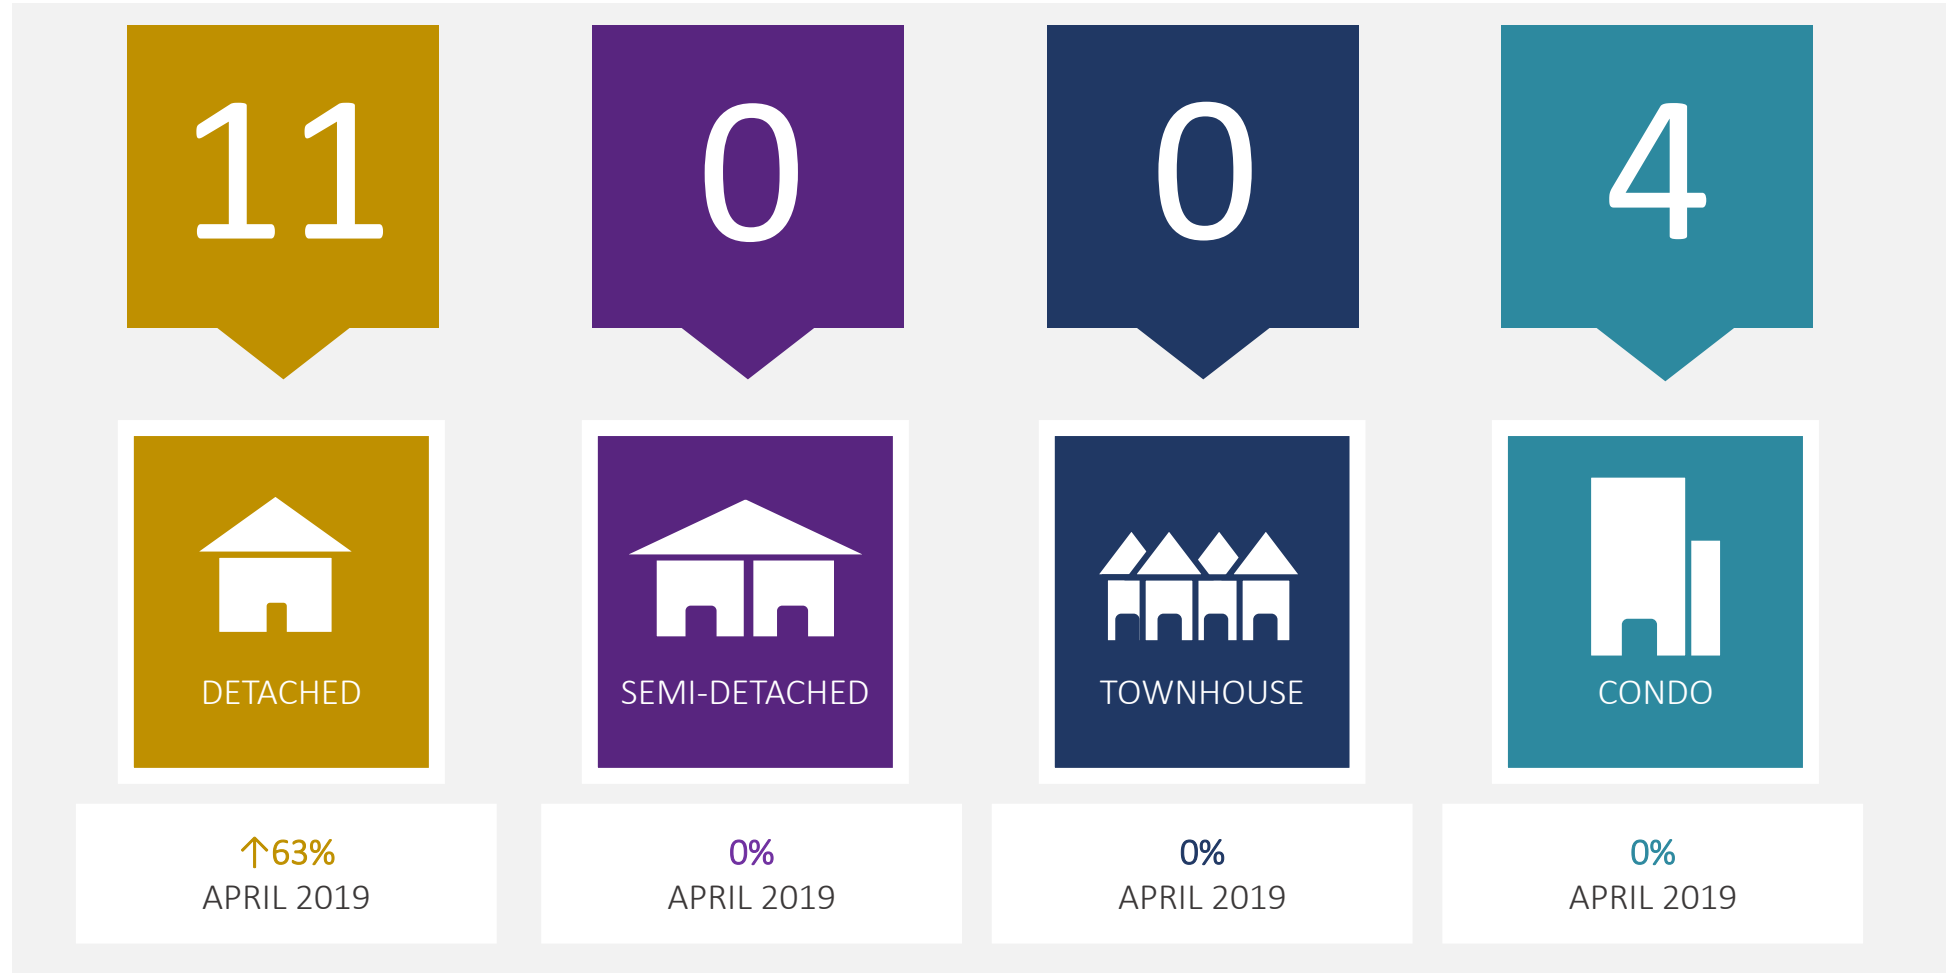 11
0
0
4
DETACHED
SEMI-DETACHED
TOWNHOUSE
CONDO
↑63%
APRIL 2019
0%
APRIL 2019
0%
APRIL 2019
0%
APRIL 2019